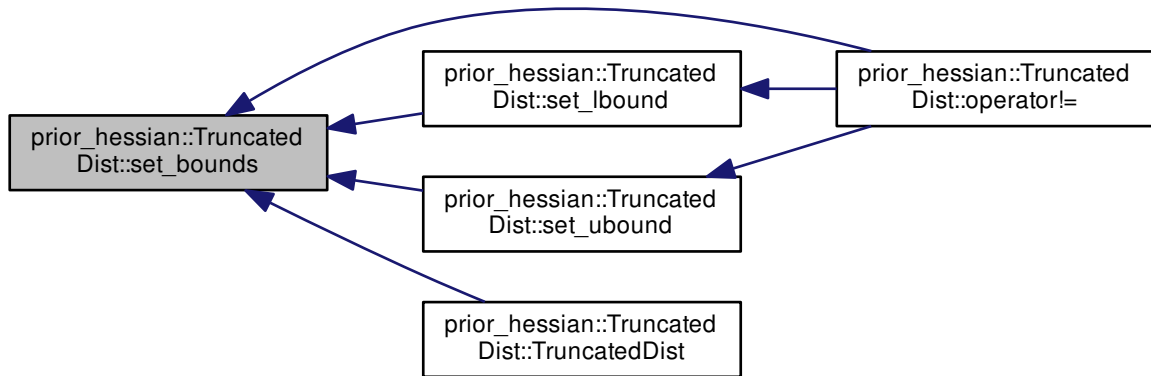 prior_hessian::Truncated
Dist::set_bounds
prior_hessian::Truncated
Dist::set_lbound
prior_hessian::Truncated
Dist::operator!=
prior_hessian::Truncated
Dist::set_ubound
prior_hessian::Truncated
Dist::TruncatedDist